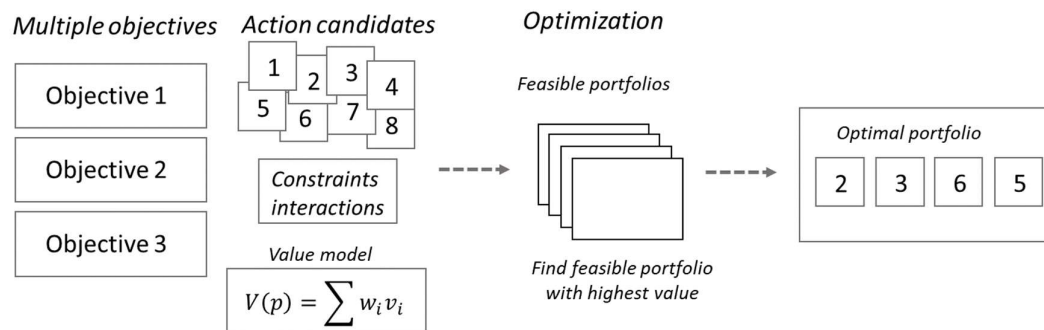 Multiple objectives
Objective 1
Objective 2
Objective 3
Action candidates
1
2
3
4
5
6
7
8
Constraints
interactions
Value model
V(p) = ∑ wᵢvᵢ
Optimization
Feasible portfolios
Find feasible portfolio
with highest value
Optimal portfolio
2 3 6 5